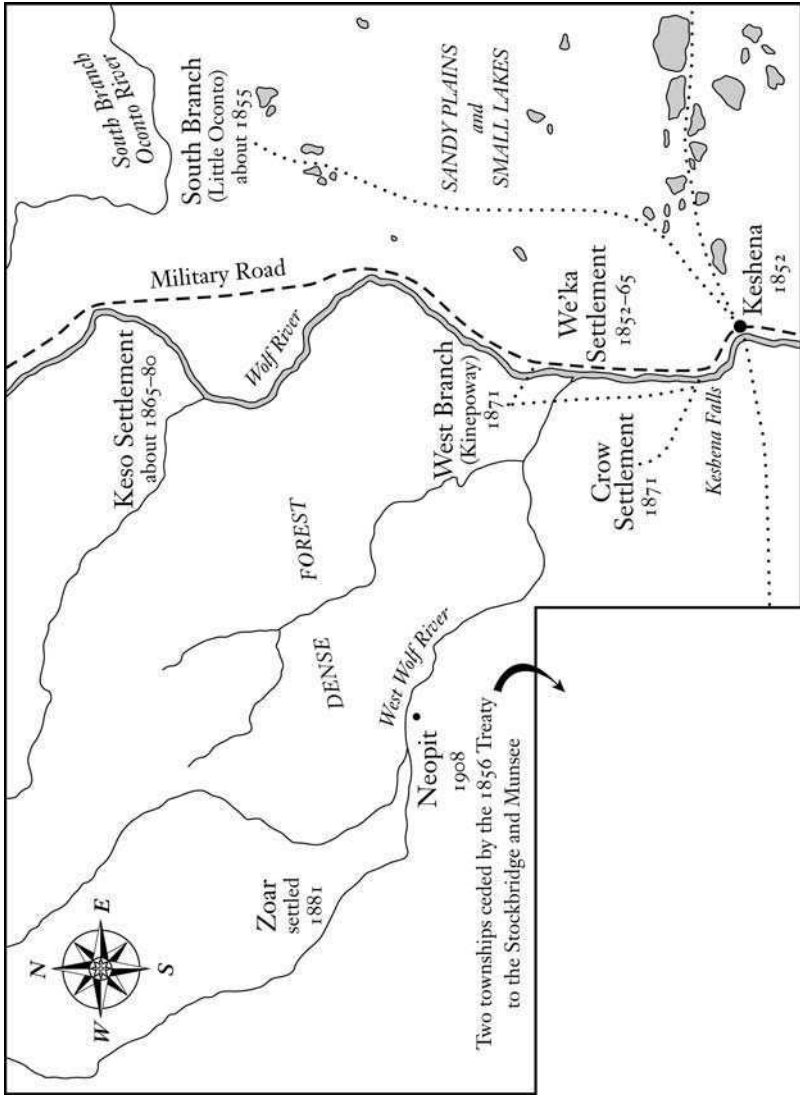 N
W E
S
South Branch
Oconto River
Keso Settlement
about 1865–80
Military Road
South Branch
(Little Oconto)
about 1855
Wolf River
Zoar
settled
1881
DENSE FOREST
SANDY PLAINS
and
SMALL LAKES
West Wolf River
Neopit
1908
West Branch
(Kinepoway)
1871
We'ka
Settlement
1852–65
Two townships ceded by the 1856 Treaty
to the Stockbridge and Munsee
Crow
Settlement
1871
Keshena Falls
Keshena
1852